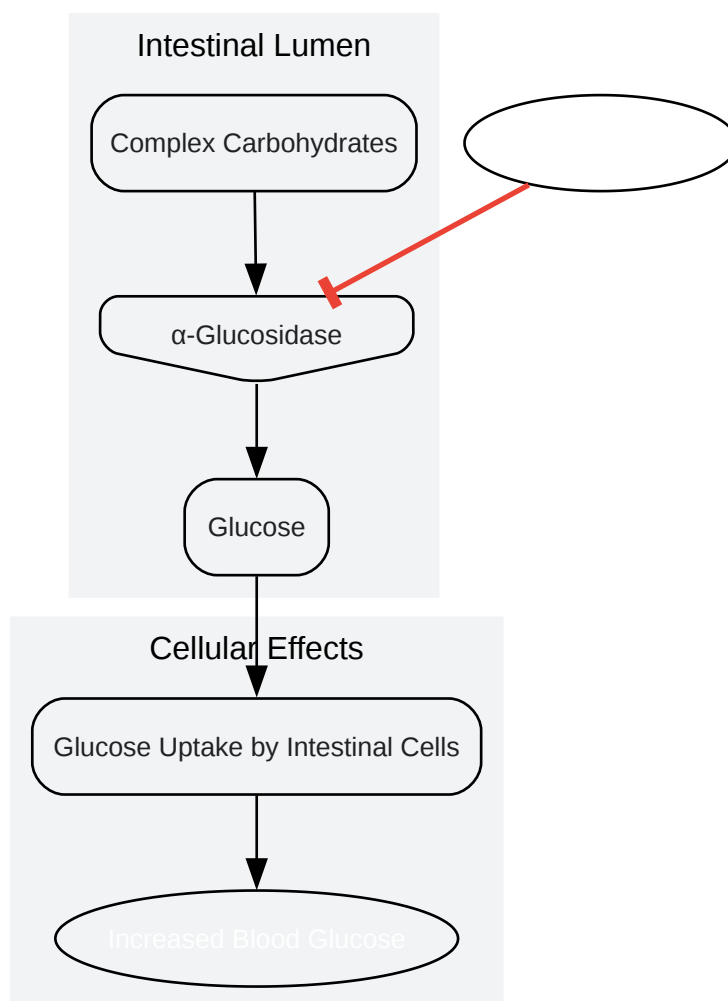 Intestinal Lumen
Complex Carbohydrates
α-Glucosidase
Glucose
Cellular Effects
Glucose Uptake by Intestinal Cells
Increased Blood Glucose